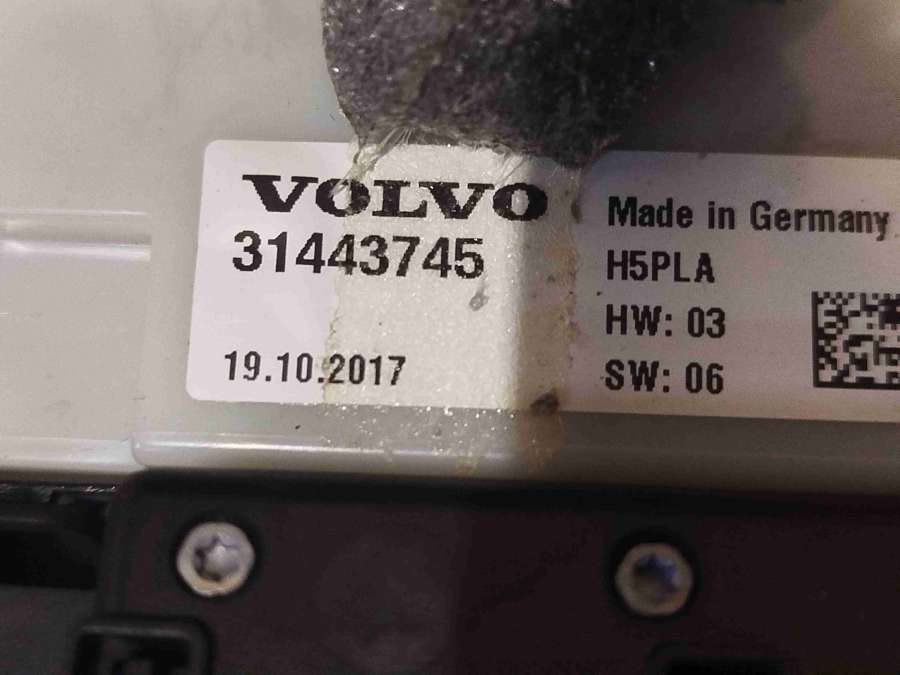 VOLVO
31443745
19.10.2017
Made in Germany
H5PLA
HW: 03
SW: 06